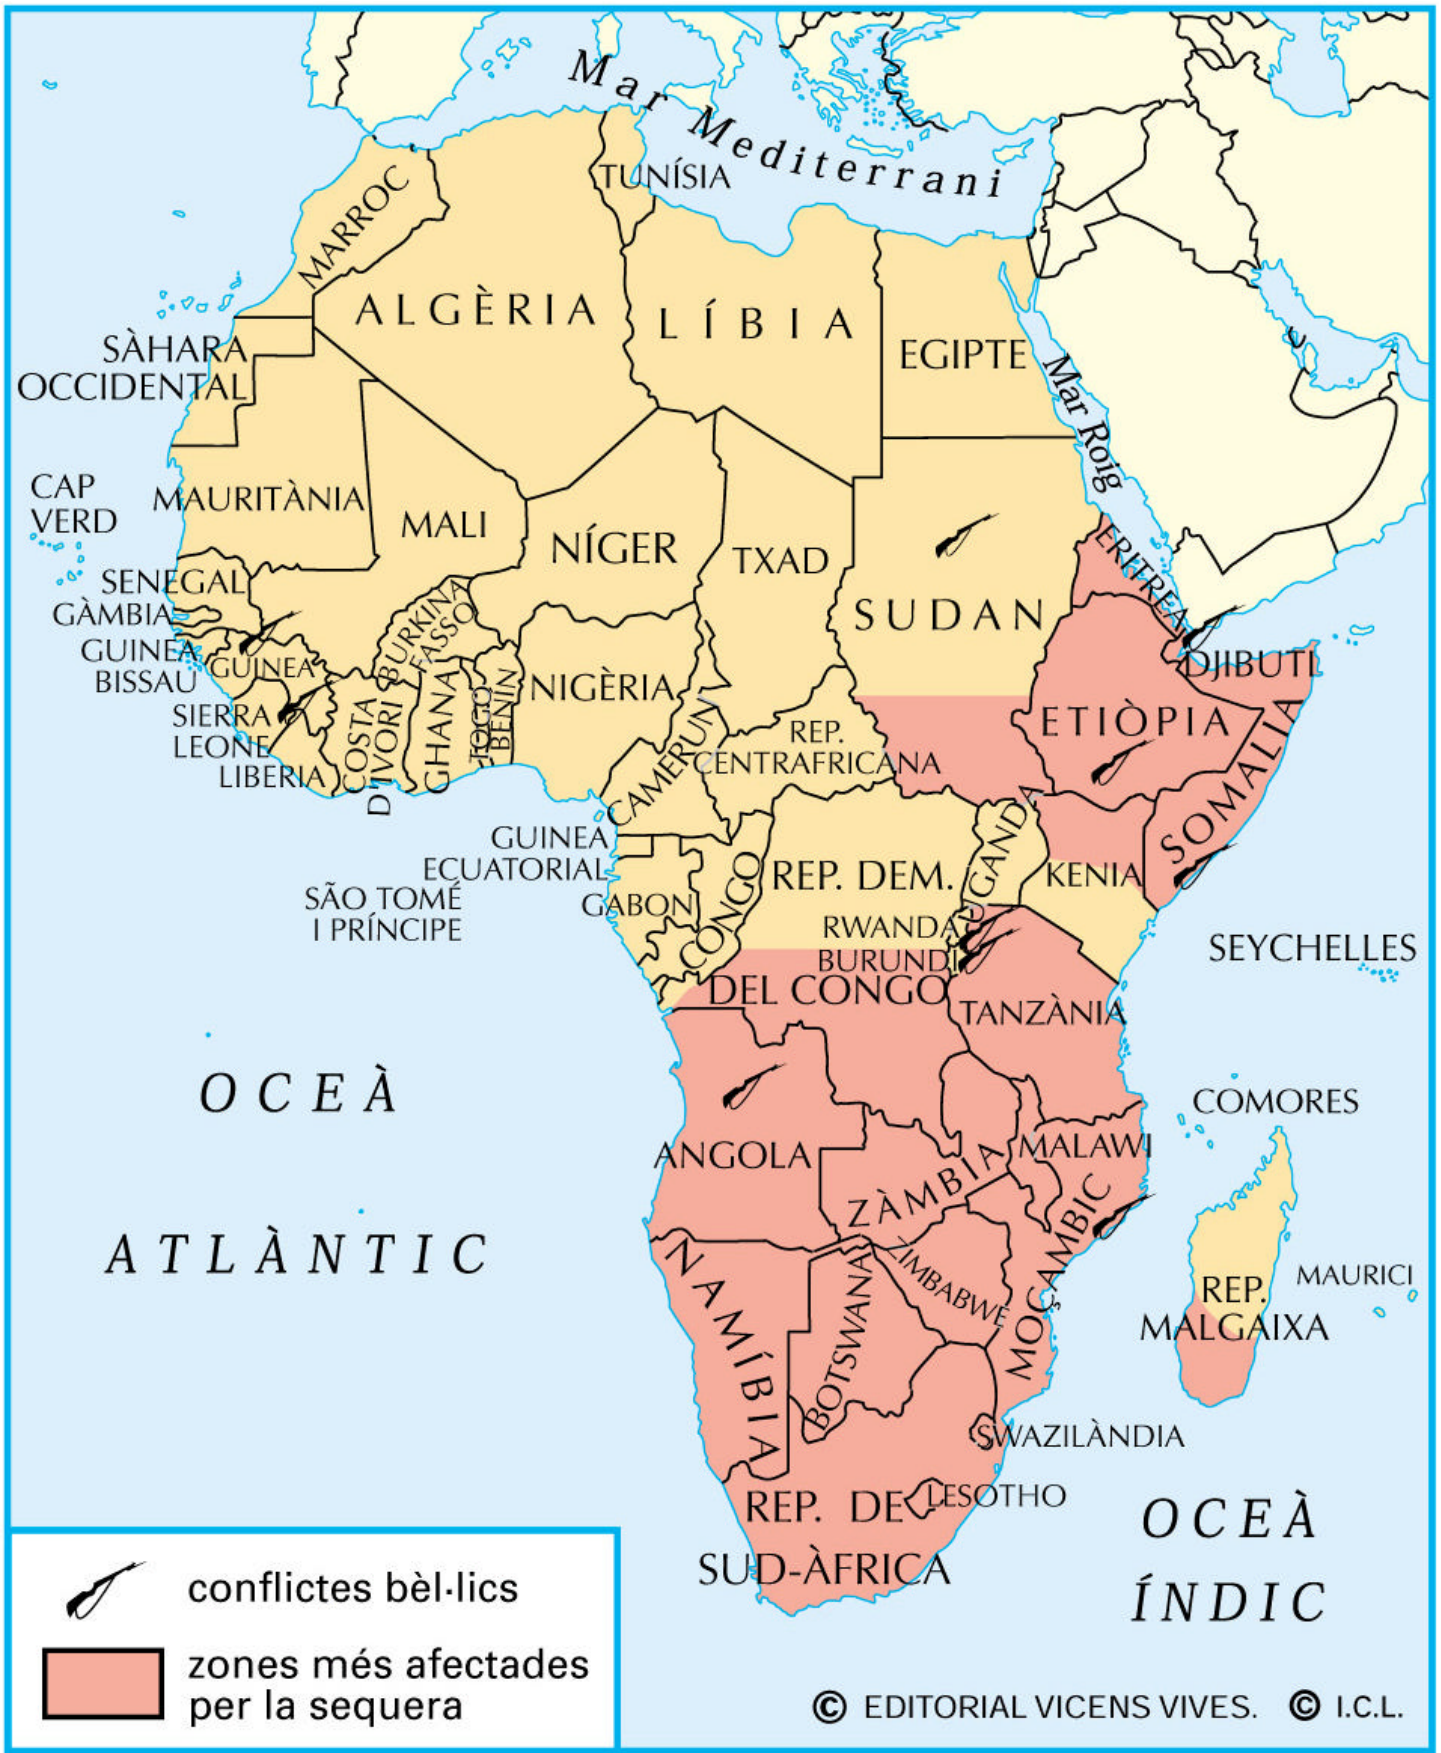 Mar Mediterrani
TUNÍSIA
MARROC
ALGÈRIA
LÍBIA
EGIPTE
SÀHARA
OCCIDENTAL
Mar Roig
CAP
VERD
MAURITÀNIA
MALI
NÍGER
TXAD
SUDAN
ERITREA
SENEGAL
GÀMBIA
GUINEA
BISSAU
GUINEA
BURKINA
FASSO
SIERRA
LEONE
LIBERIA
COSTA
D'IVORI
GHANA
TOGO
BENIN
NIGÈRIA
CAMERUN
REP.
CENTRAFRICANA
DJIBUTI
ETIÒPIA
SOMALIA
GUINEA
ECUATORIAL
SÃO TOMÉ
I PRÍNCIPE
GABON
CONGO
REP. DEM.
DEL CONGO
UGANDA
KENIA
RWANDA
BURUNDI
TANZÀNIA
SEYCHELLES
COMORES
ANGOLA
ZÀMBIA
MALAWI
MOÇAMBIC
NAMÍBIA
BOTSWANA
ZIMBABWE
REP.
MALGAIXA
MAURICI
SWAZILÀNDIA
LESOTHO
REP. DE
SUD-ÀFRICA
OCEÀ
ATLÀNTIC
OCEÀ
ÍNDIC
conflictes bèl·lics
zones més afectades
per la sequera
© EDITORIAL VICENS VIVES. © I.C.L.